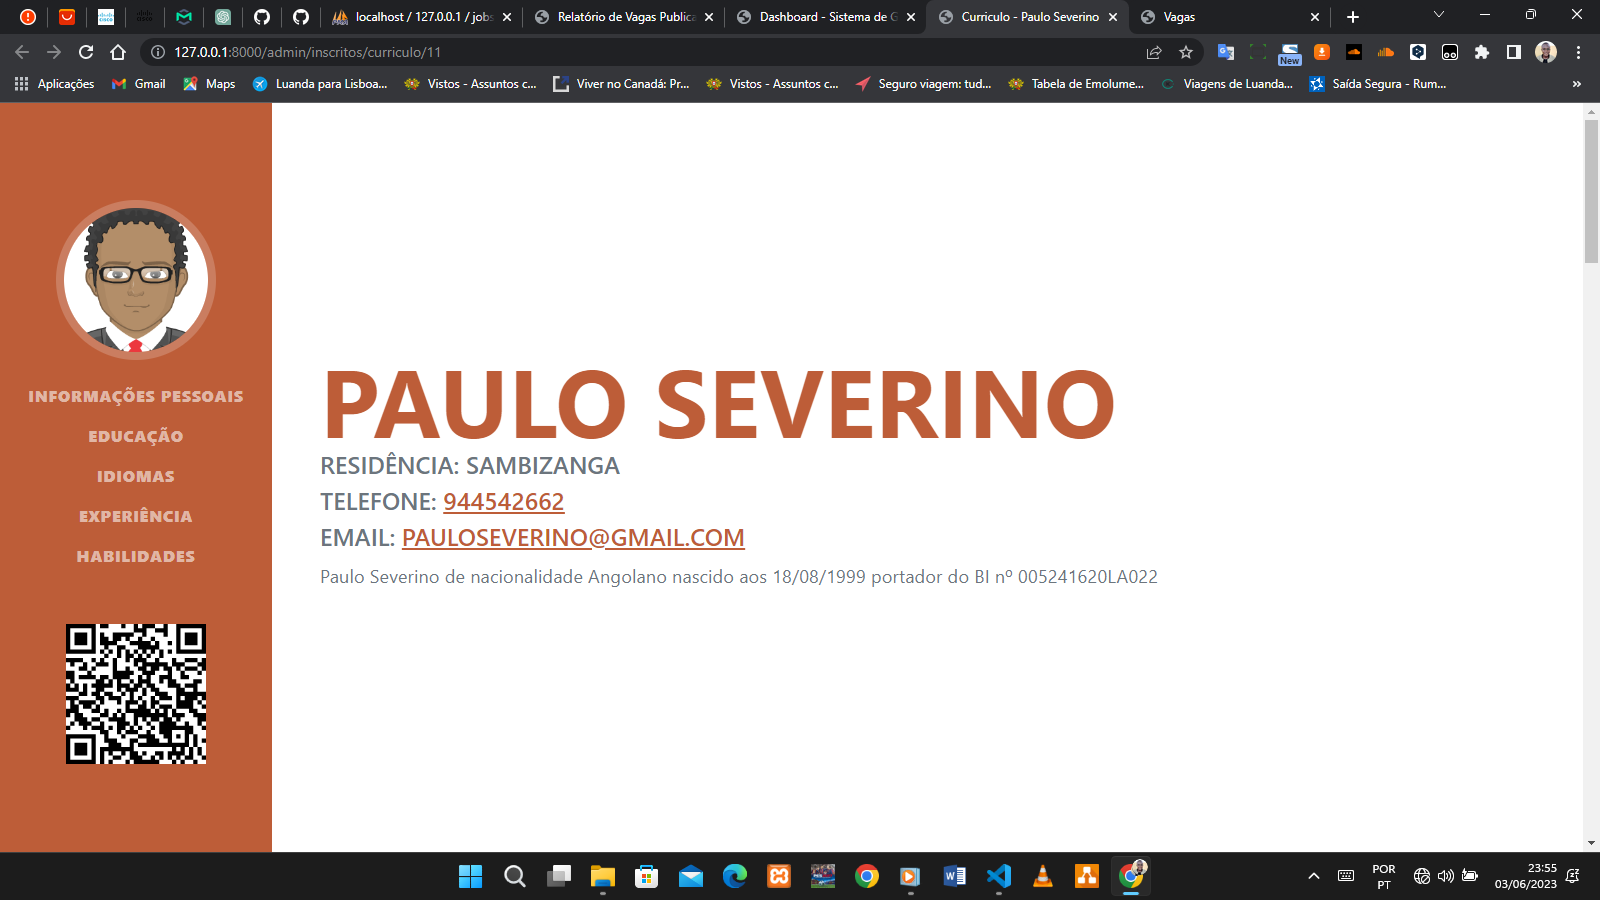 localhost / 127.0.0.1 / jobs
Relatório de Vagas Publica
Dashboard - Sistema de G
Curriculo - Paulo Severino
Vagas
127.0.0.1:8000/admin/inscritos/curriculo/11
New
Aplicações
Gmail
Maps
Luanda para Lisboa...
Vistos - Assuntos c...
Viver no Canadá: Pr...
Vistos - Assuntos c...
Seguro viagem: tud...
Tabela de Emolume...
Viagens de Luanda...
Saída Segura - Rum...
»
INFORMAÇÕES PESSOAIS
EDUCAÇÃO
IDIOMAS
EXPERIÊNCIA
HABILIDADES
PAULO SEVERINO
RESIDÊNCIA: SAMBIZANGA
TELEFONE: 944542662
EMAIL: PAULOSEVERINO@GMAIL.COM
Paulo Severino de nacionalidade Angolano nascido aos 18/08/1999 portador do BI nº 005241620LA022
POR
PT
23:55
03/06/2023